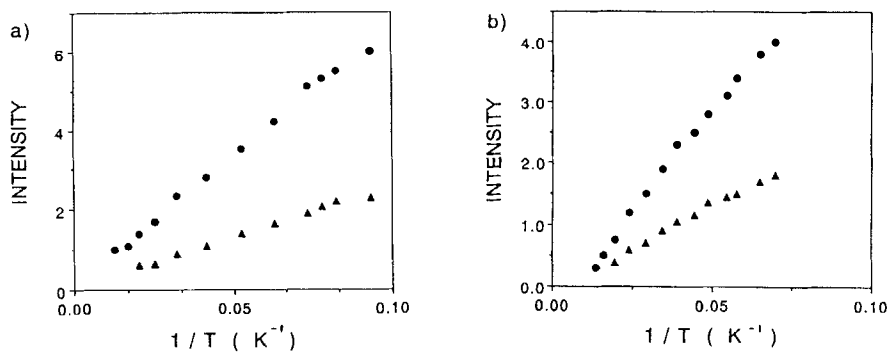 a)
6
4
2
0
INTENSITY
0.00
0.05
0.10
1 / T ( K⁻¹ )
b)
4.0
3.0
2.0
1.0
0.0
INTENSITY
0.00
0.05
0.10
1 / T ( K⁻¹ )